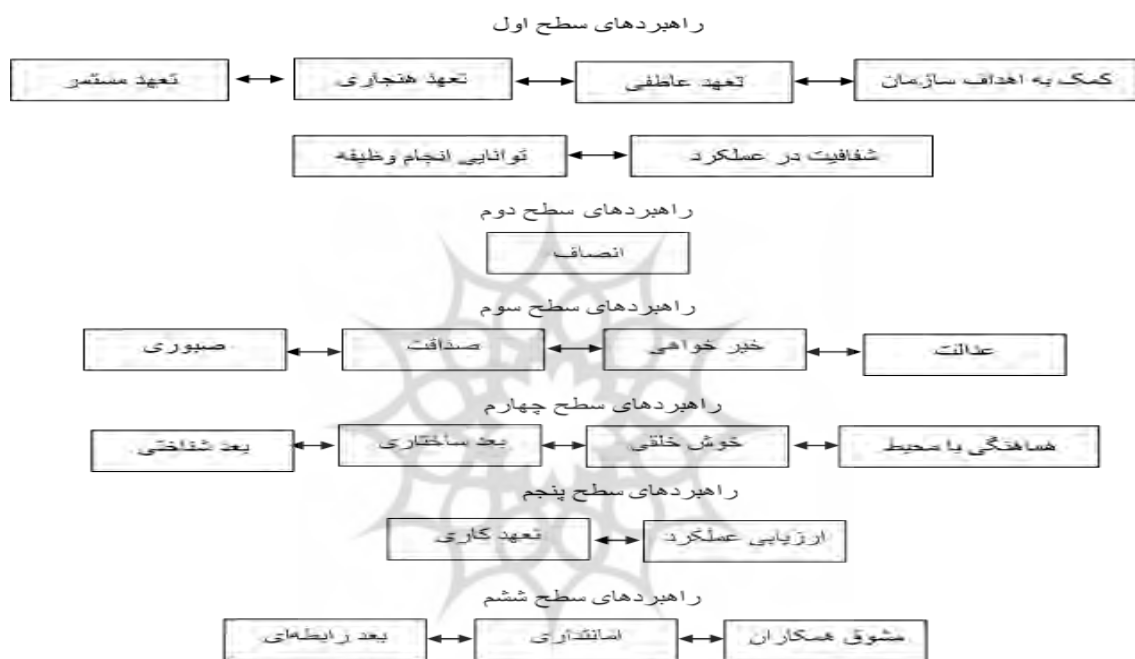 راهبردهای سطح اول
کمک به اهداف سازمان تعهد عاطفی تعهد هنجاری تعهد مستمر
شفافیت در عملکرد توانایی انجام وظیفه
راهبردهای سطح دوم
انصاف
راهبردهای سطح سوم
عدالت خیر خواهی صداقت صبوری
راهبردهای سطح چهارم
هماهنگی با محیط خوش خلقی بعد ساختاری بعد شناختی
راهبردهای سطح پنجم
ارزیابی عملکرد تعهد کاری
راهبردهای سطح ششم
مشوق همکاران امانتداری بعد رابطه‌ای